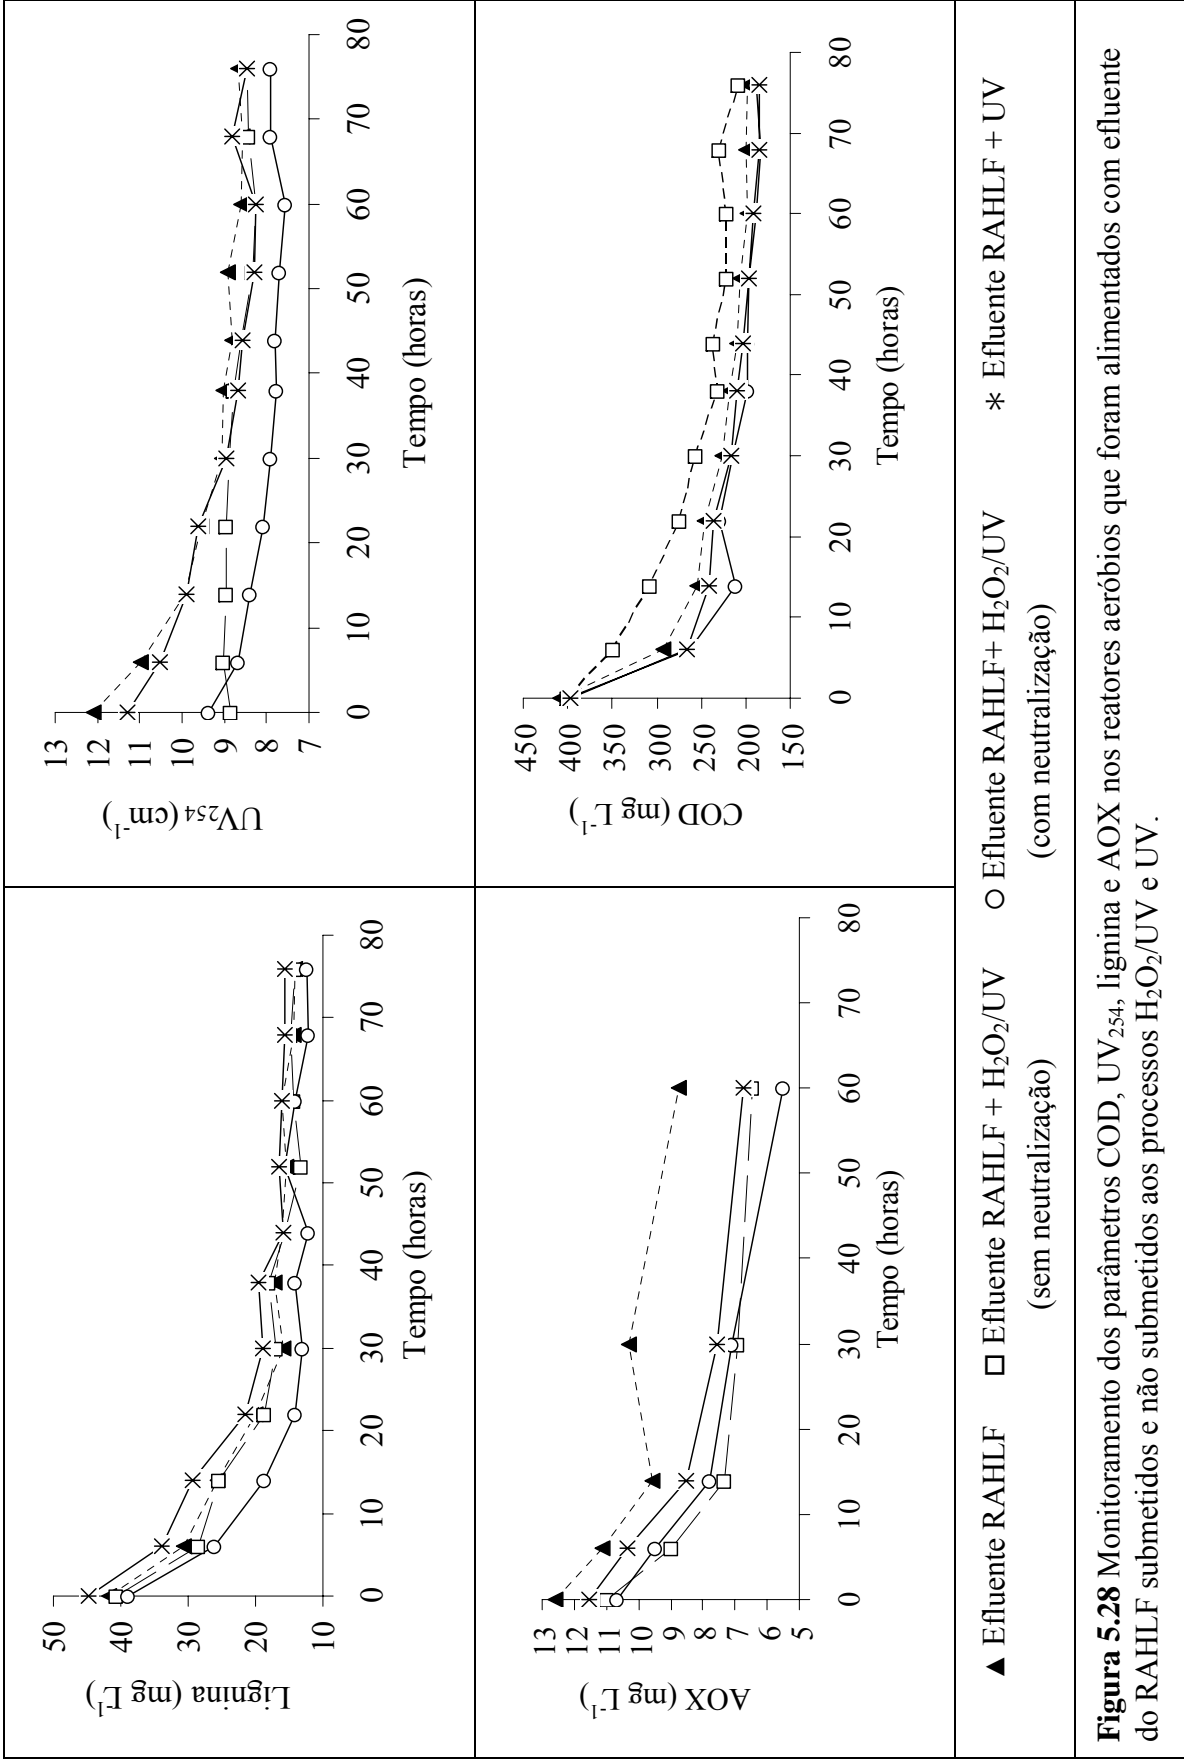 Lignina (mg L-1)
50
40
30
20
10
0 10 20 30 40 50 60 70 80
Tempo (horas)
UV254 (cm-1)
13
12
11
10
9
8
7
0 10 20 30 40 50 60 70 80
Tempo (horas)
AOX (mg L-1)
13
12
11
10
9
8
7
6
5
0 10 20 30 40 50 60 70 80
Tempo (horas)
COD (mg L-1)
450
400
350
300
250
200
150
0 10 20 30 40 50 60 70 80
Tempo (horas)
▲ Efluente RAHLF □ Efluente RAHLF + H2O2/UV ○ Efluente RAHLF+ H2O2/UV * Efluente RAHLF + UV
(sem neutralização) (com neutralização)
Figura 5.28 Monitoramento dos parâmetros COD, UV254, lignina e AOX nos reatores aeróbios que foram alimentados com efluente
do RAHLF submetidos e não submetidos aos processos H2O2/UV e UV.